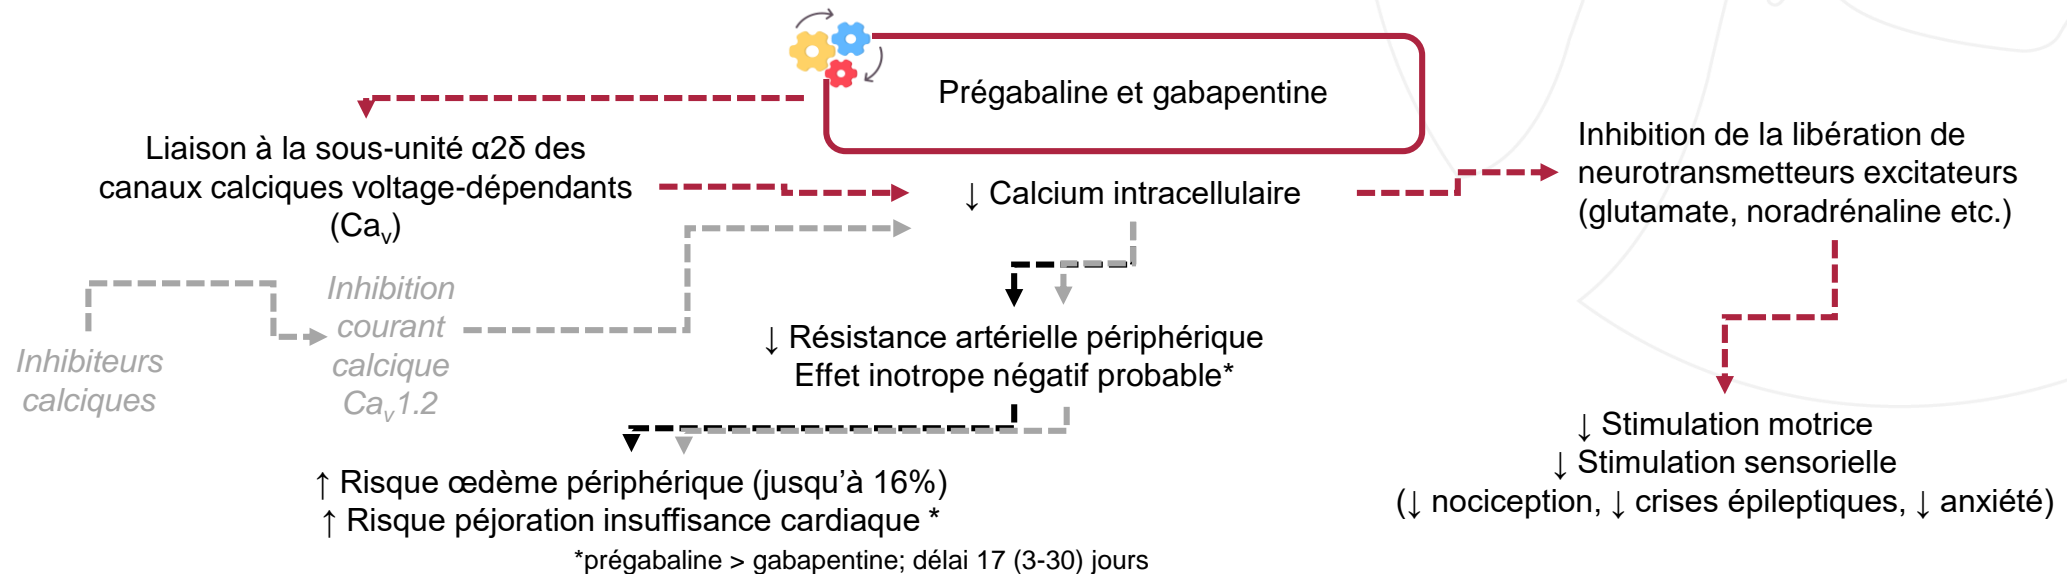 Prégabaline et gabapentine
Liaison à la sous-unité α2δ des
canaux calciques voltage-dépendants
(Cav)
↓ Calcium intracellulaire
Inhibition de la libération de
neurotransmetteurs excitateurs
(glutamate, noradrénaline etc.)
Inhibiteurs
calciques
Inhibition
courant
calcique
Cav1.2
↓ Résistance artérielle périphérique
Effet inotrope négatif probable*
↑ Risque œdème périphérique (jusqu’à 16%)
↑ Risque péjoration insuffisance cardiaque *
*prégabaline > gabapentine; délai 17 (3-30) jours
↓ Stimulation motrice
↓ Stimulation sensorielle
(↓ nociception, ↓ crises épileptiques, ↓ anxiété)